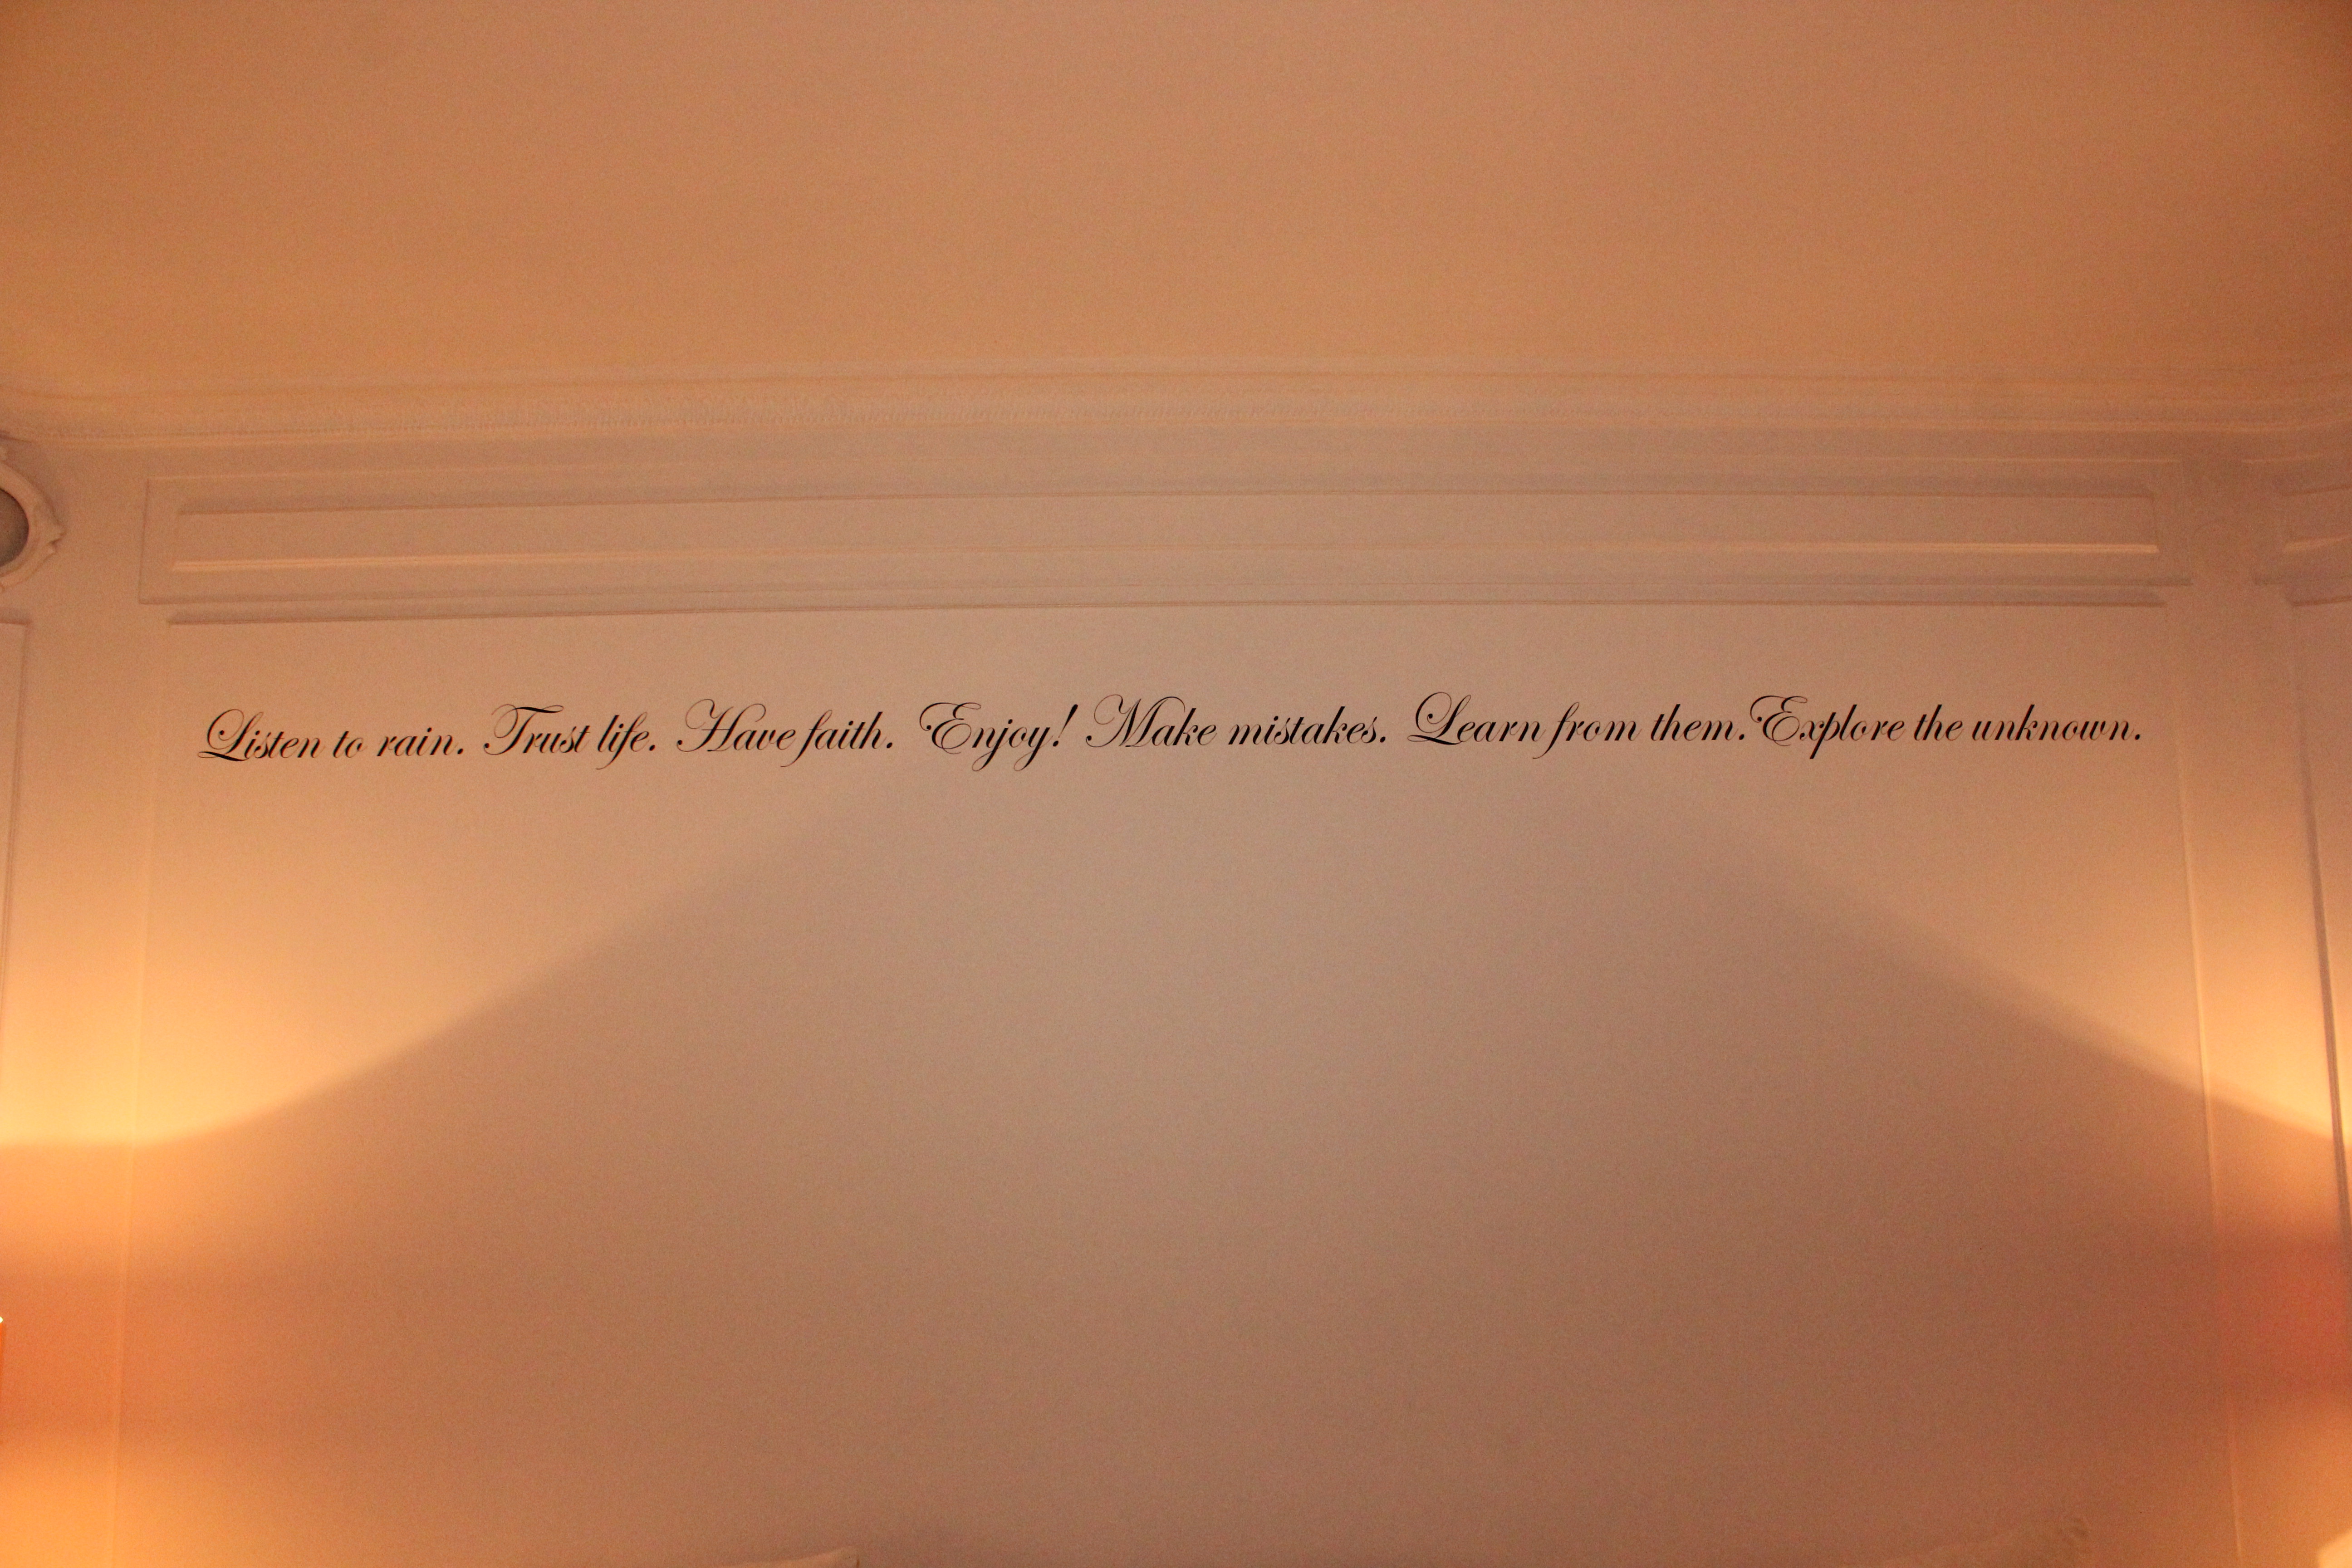 Listen to rain. Trust life. Have faith. Enjoy! Make mistakes. Learn from them. Explore the unknown.